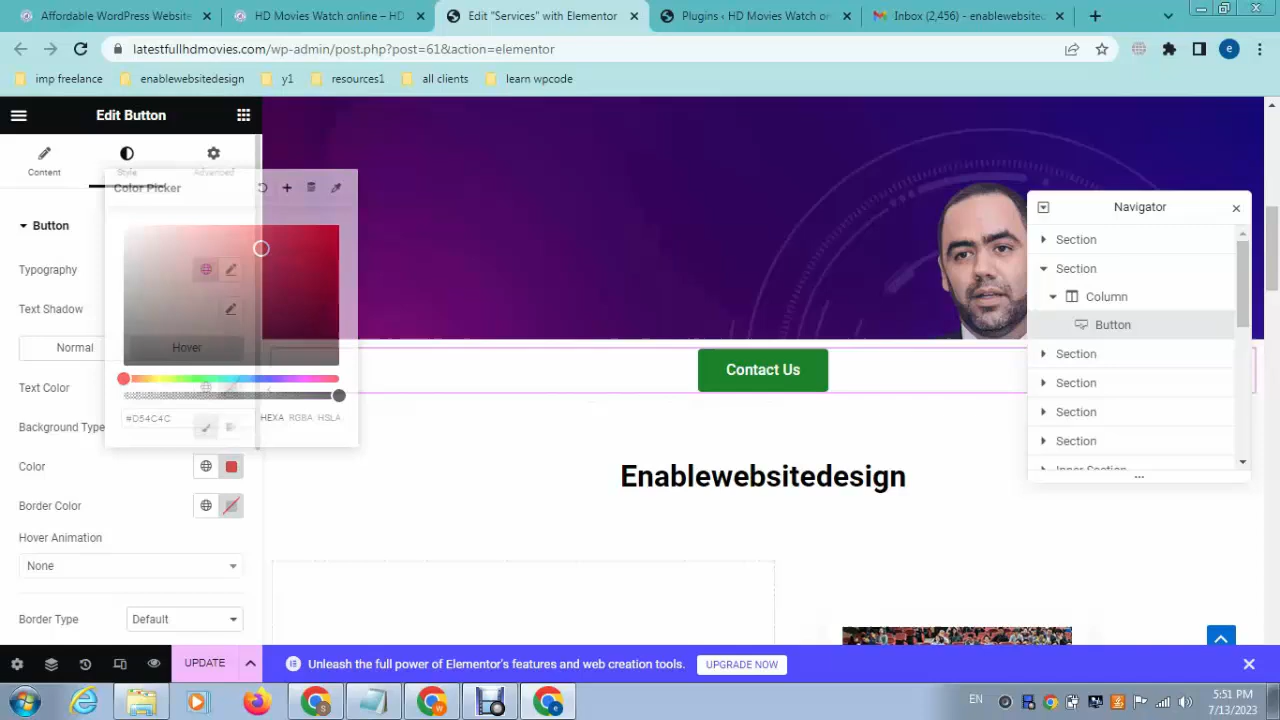 Affordable WordPress Website
HD Movies Watch online – HD
Edit "Services" with Elementor
Plugins ‹ HD Movies Watch on
Inbox (2,456) - enablewebsite
latestfullhdmovies.com/wp-admin/post.php?post=61&action=elementor
e
imp freelance
enablewebsitedesign
y1
resources1
all clients
learn wpcode
Edit Button
Content
Style
Advanced
Color Picker
Button
Typography
Text Shadow
Normal
Hover
Text Color
#D54C4C
HEXA
RGBA
HSLA
Background Type
Color
Border Color
Hover Animation
None
Border Type
Default
UPDATE
Contact Us
Enablewebsitedesign
Navigator
Section
Section
Column
Button
Section
Section
Section
Section
Inner Section
Unleash the full power of Elementor's features and web creation tools.
UPGRADE NOW
EN
5:51 PM
7/13/2023